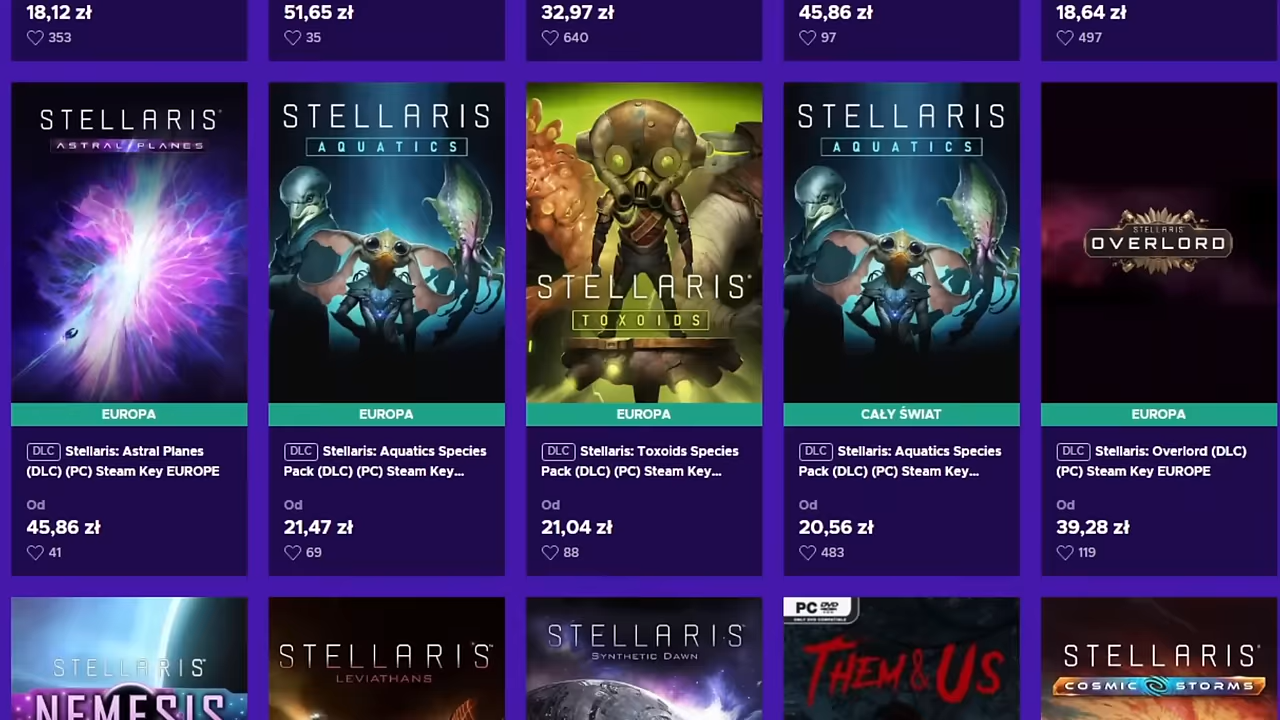 18,12 zł
353
51,65 zł
35
32,97 zł
640
45,86 zł
97
18,64 zł
497
STELLARIS
ASTRAL PLANES
EUROPA
DLC Stellaris: Astral Planes
(DLC) (PC) Steam Key EUROPE
Od
45,86 zł
41
STELLARIS
AQUATICS
EUROPA
DLC Stellaris: Aquatics Species
Pack (DLC) (PC) Steam Key...
Od
21,47 zł
69
STELLARIS
TOXOIDS
EUROPA
DLC Stellaris: Toxoids Species
Pack (DLC) (PC) Steam Key...
Od
21,04 zł
88
STELLARIS
AQUATICS
CAŁY ŚWIAT
DLC Stellaris: Aquatics Species
Pack (DLC) (PC) Steam Key...
Od
20,56 zł
483
STELLARIS
OVERLORD
EUROPA
DLC Stellaris: Overlord (DLC)
(PC) Steam Key EUROPE
Od
39,28 zł
119
STELLARIS
NEMESIS
STELLARIS™
LEVIATHANS
STELLARIS™
SYNTHETIC DAWN
PC DVD
THEM & US
STELLARIS
COSMIC STORMS